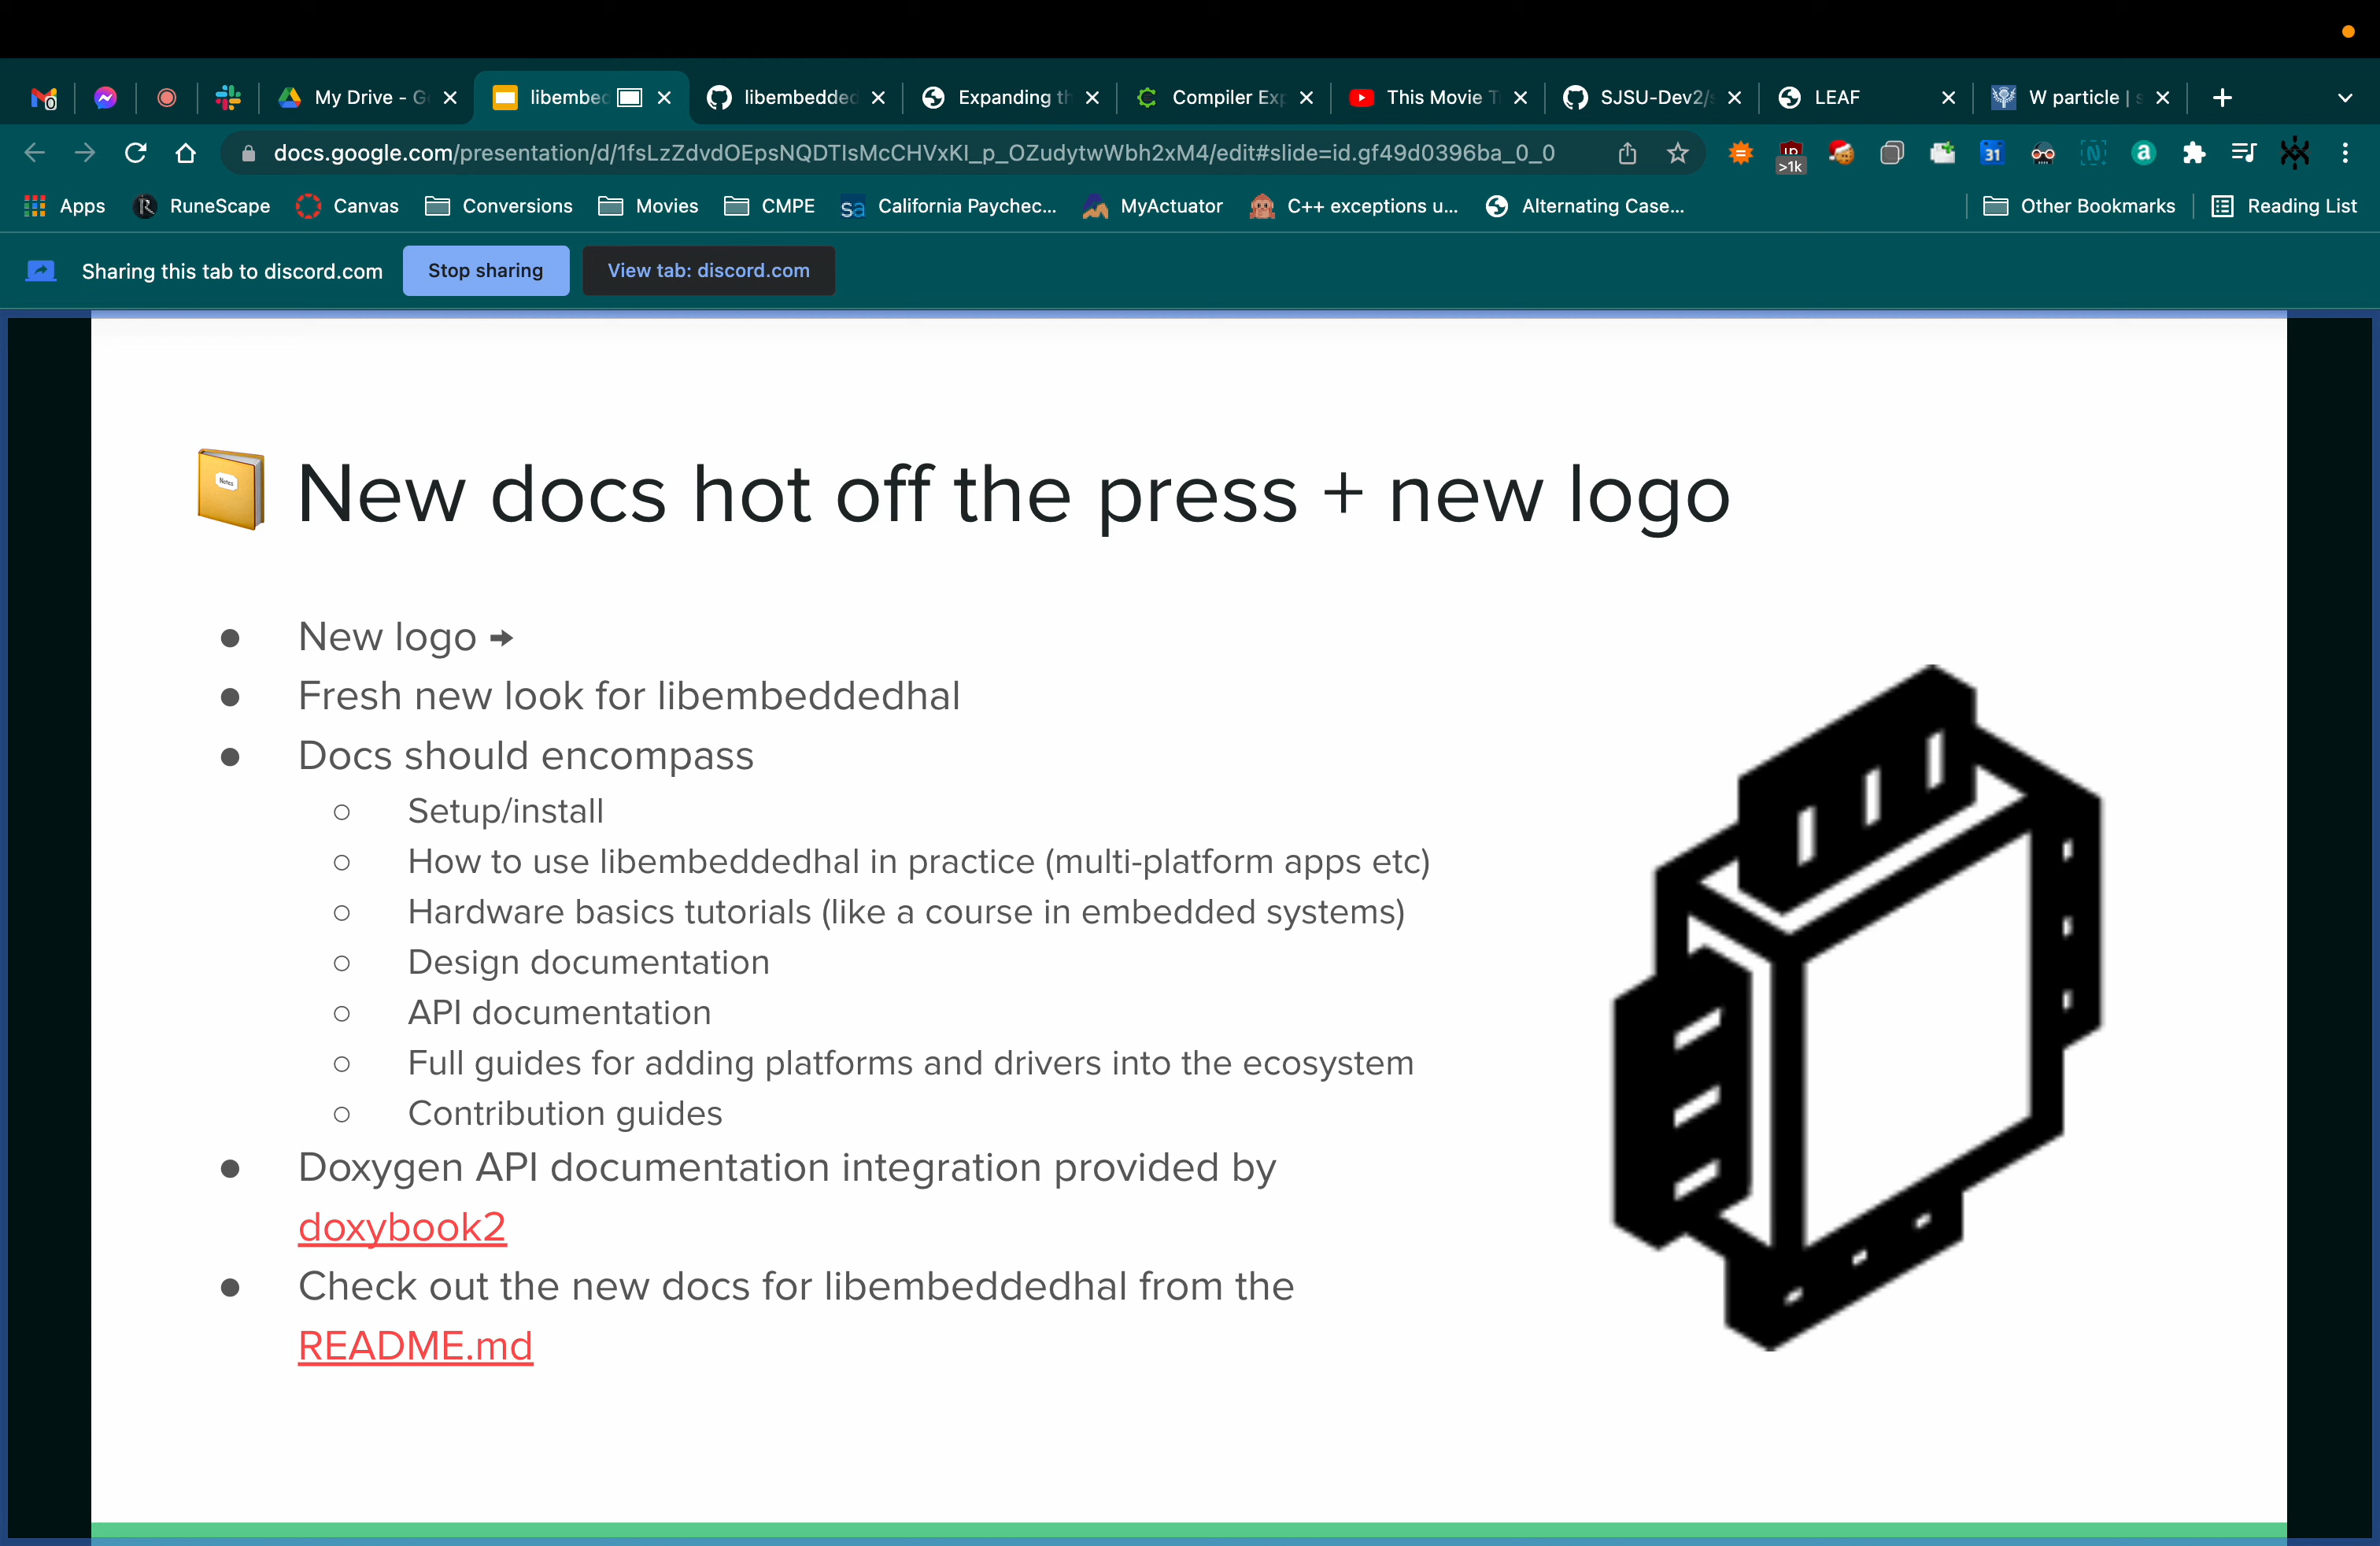 My Drive - G
libembed
libembedded
Expanding th
Compiler Exp
This Movie T
SJSU-Dev2/s
LEAF
W particle | s
docs.google.com/presentation/d/1fsLzZdvdOEpsNQDTIsMcCHVxKI_p_OZudytwWbh2xM4/edit#slide=id.gf49d0396ba_0_0
>1k
31
a
Apps
RuneScape
Canvas
Conversions
Movies
CMPE
sa
California Paychec...
MyActuator
C++ exceptions u...
Alternating Case...
Other Bookmarks
Reading List
Sharing this tab to discord.com
Stop sharing
View tab: discord.com
Notes
New docs hot off the press + new logo
● New logo ➡
● Fresh new look for libembeddedhal
● Docs should encompass
○ Setup/install
○ How to use libembeddedhal in practice (multi-platform apps etc)
○ Hardware basics tutorials (like a course in embedded systems)
○ Design documentation
○ API documentation
○ Full guides for adding platforms and drivers into the ecosystem
○ Contribution guides
● Doxygen API documentation integration provided by
doxybook2
● Check out the new docs for libembeddedhal from the
README.md